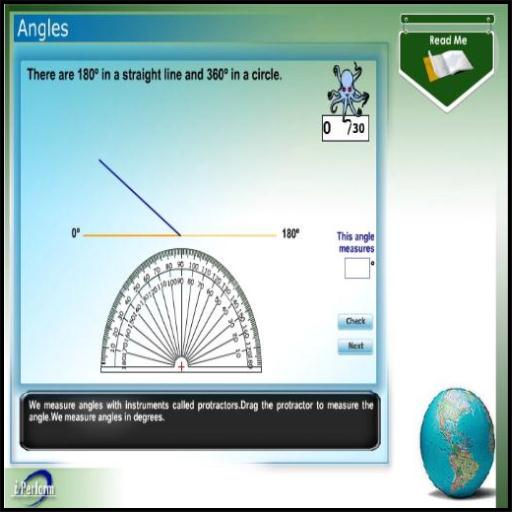 Angles
Read Me
There are 180º in a straight line and 360º in a circle.
0 30
0º 180º
This angle
measures
º
Check
Next
We measure angles with instruments called protractors.Drag the protractor to measure the
angle.We measure angles in degrees.
i Perform